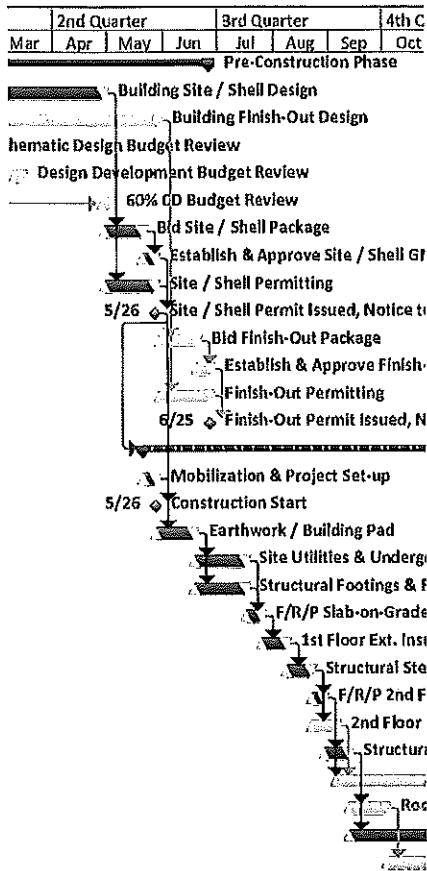 2nd Quarter 3rd Quarter 4th Q
Mar Apr May Jun Jul Aug Sep Oct
Pre-Construction Phase
Building Site / Shell Design
Building Finish-Out Design
hematic Design Budget Review
Design Development Budget Review
60% CD Budget Review
Bid Site / Shell Package
Establish & Approve Site / Shell GM
Site / Shell Permitting
5/26 Site / Shell Permit Issued, Notice to
Bid Finish-Out Package
Establish & Approve Finish-
Finish-Out Permitting
6/25 Finish-Out Permit Issued, N
Mobilization & Project Set-up
5/26 Construction Start
Earthwork / Building Pad
Site Utilities & Undergr
Structural Footings & F
F/R/P Slab-on-Grade
1st Floor Ext. Insu
Structural Ste
F/R/P 2nd F
2nd Floor
Structura
Roo